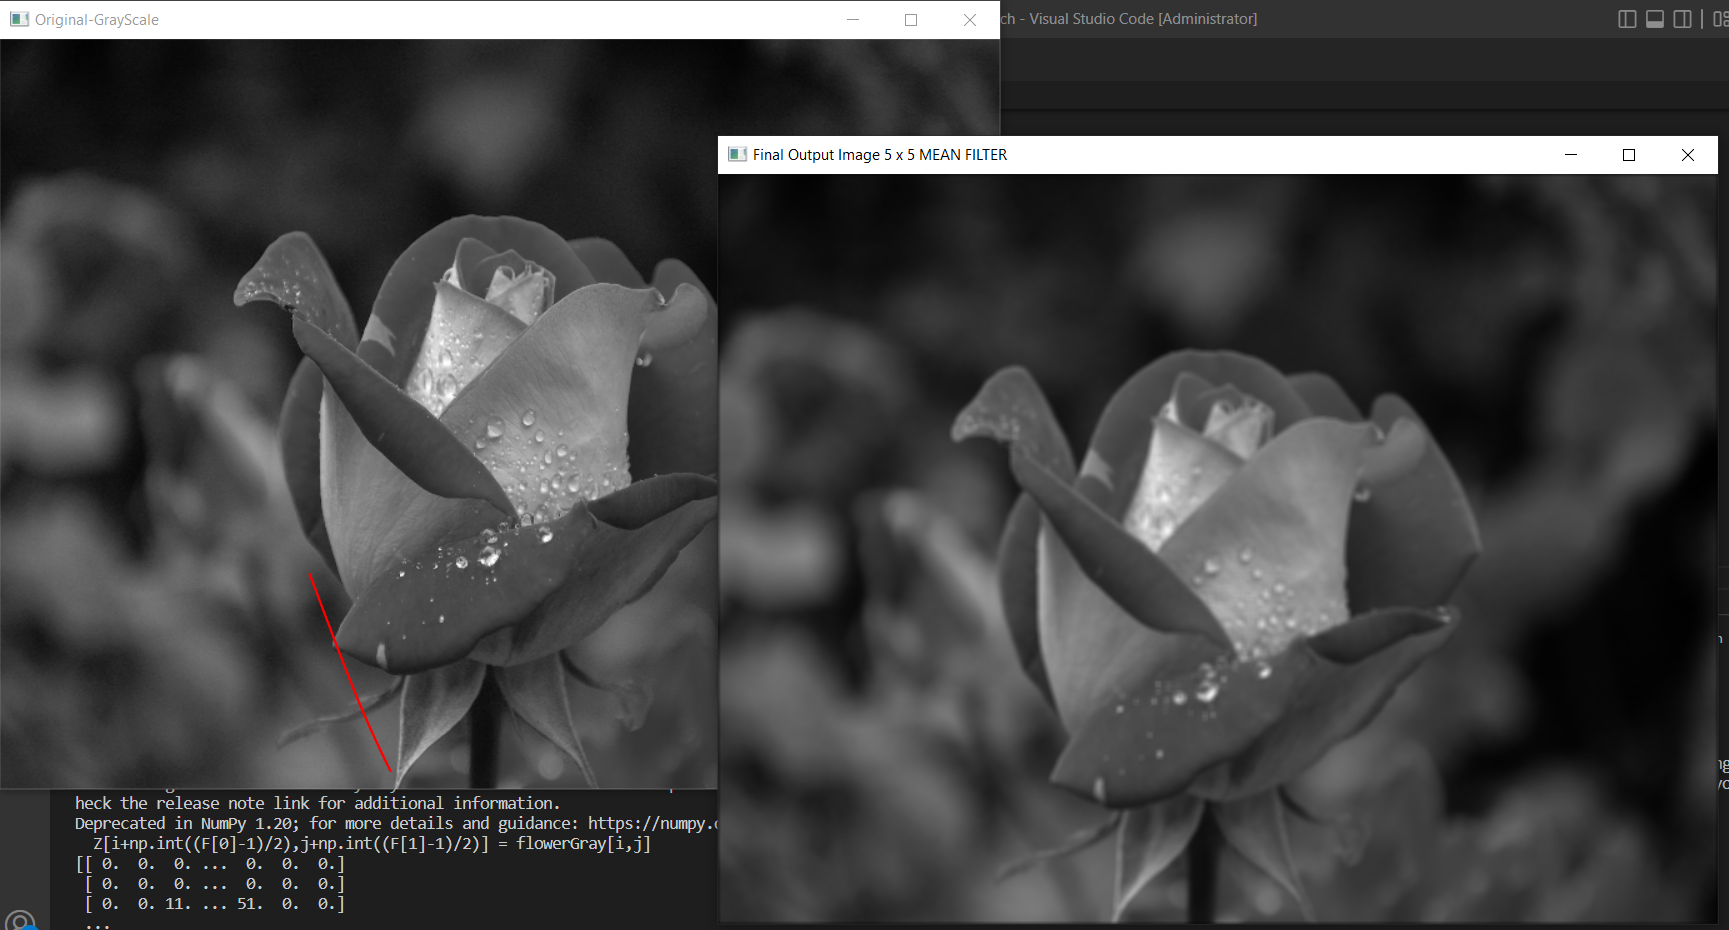 Original-GrayScale
ch - Visual Studio Code [Administrator]
Final Output Image 5 x 5 MEAN FILTER
heck the release note link for additional information.
Deprecated in NumPy 1.20; for more details and guidance: https://numpy.
Z[i+np.int((F[0]-1)/2),j+np.int((F[1]-1)/2)] = flowerGray[i,j]
[[ 0. 0. 0. ... 0. 0. 0.]
[ 0. 0. 0. ... 0. 0. 0.]
[ 0. 0. 11. ... 51. 0. 0.]
...